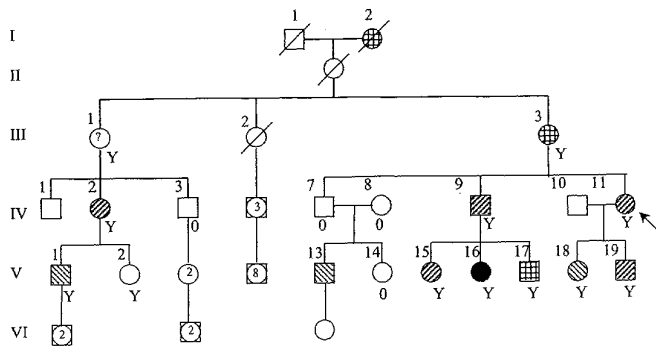 I 1 2
II
III 1 2 3
? Y Y
IV 1 2 3 7 8 9 10 11
3
Y 0 0 0 Y Y
V 1 2 13 14 15 16 17 18 19
2 8
Y Y 0 Y Y Y Y Y
VI 2 2